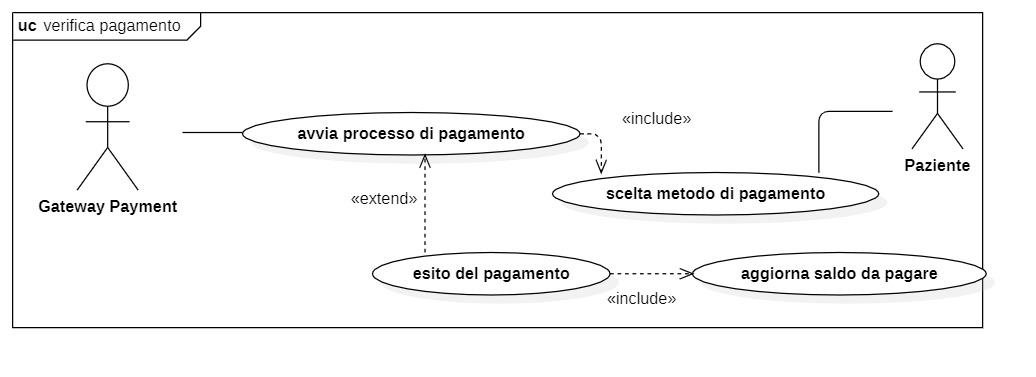 uc verifica pagamento
avvia processo di pagamento
«include»
Paziente
scelta metodo di pagamento
Gateway Payment
«extend»
esito del pagamento
aggiorna saldo da pagare
«include»